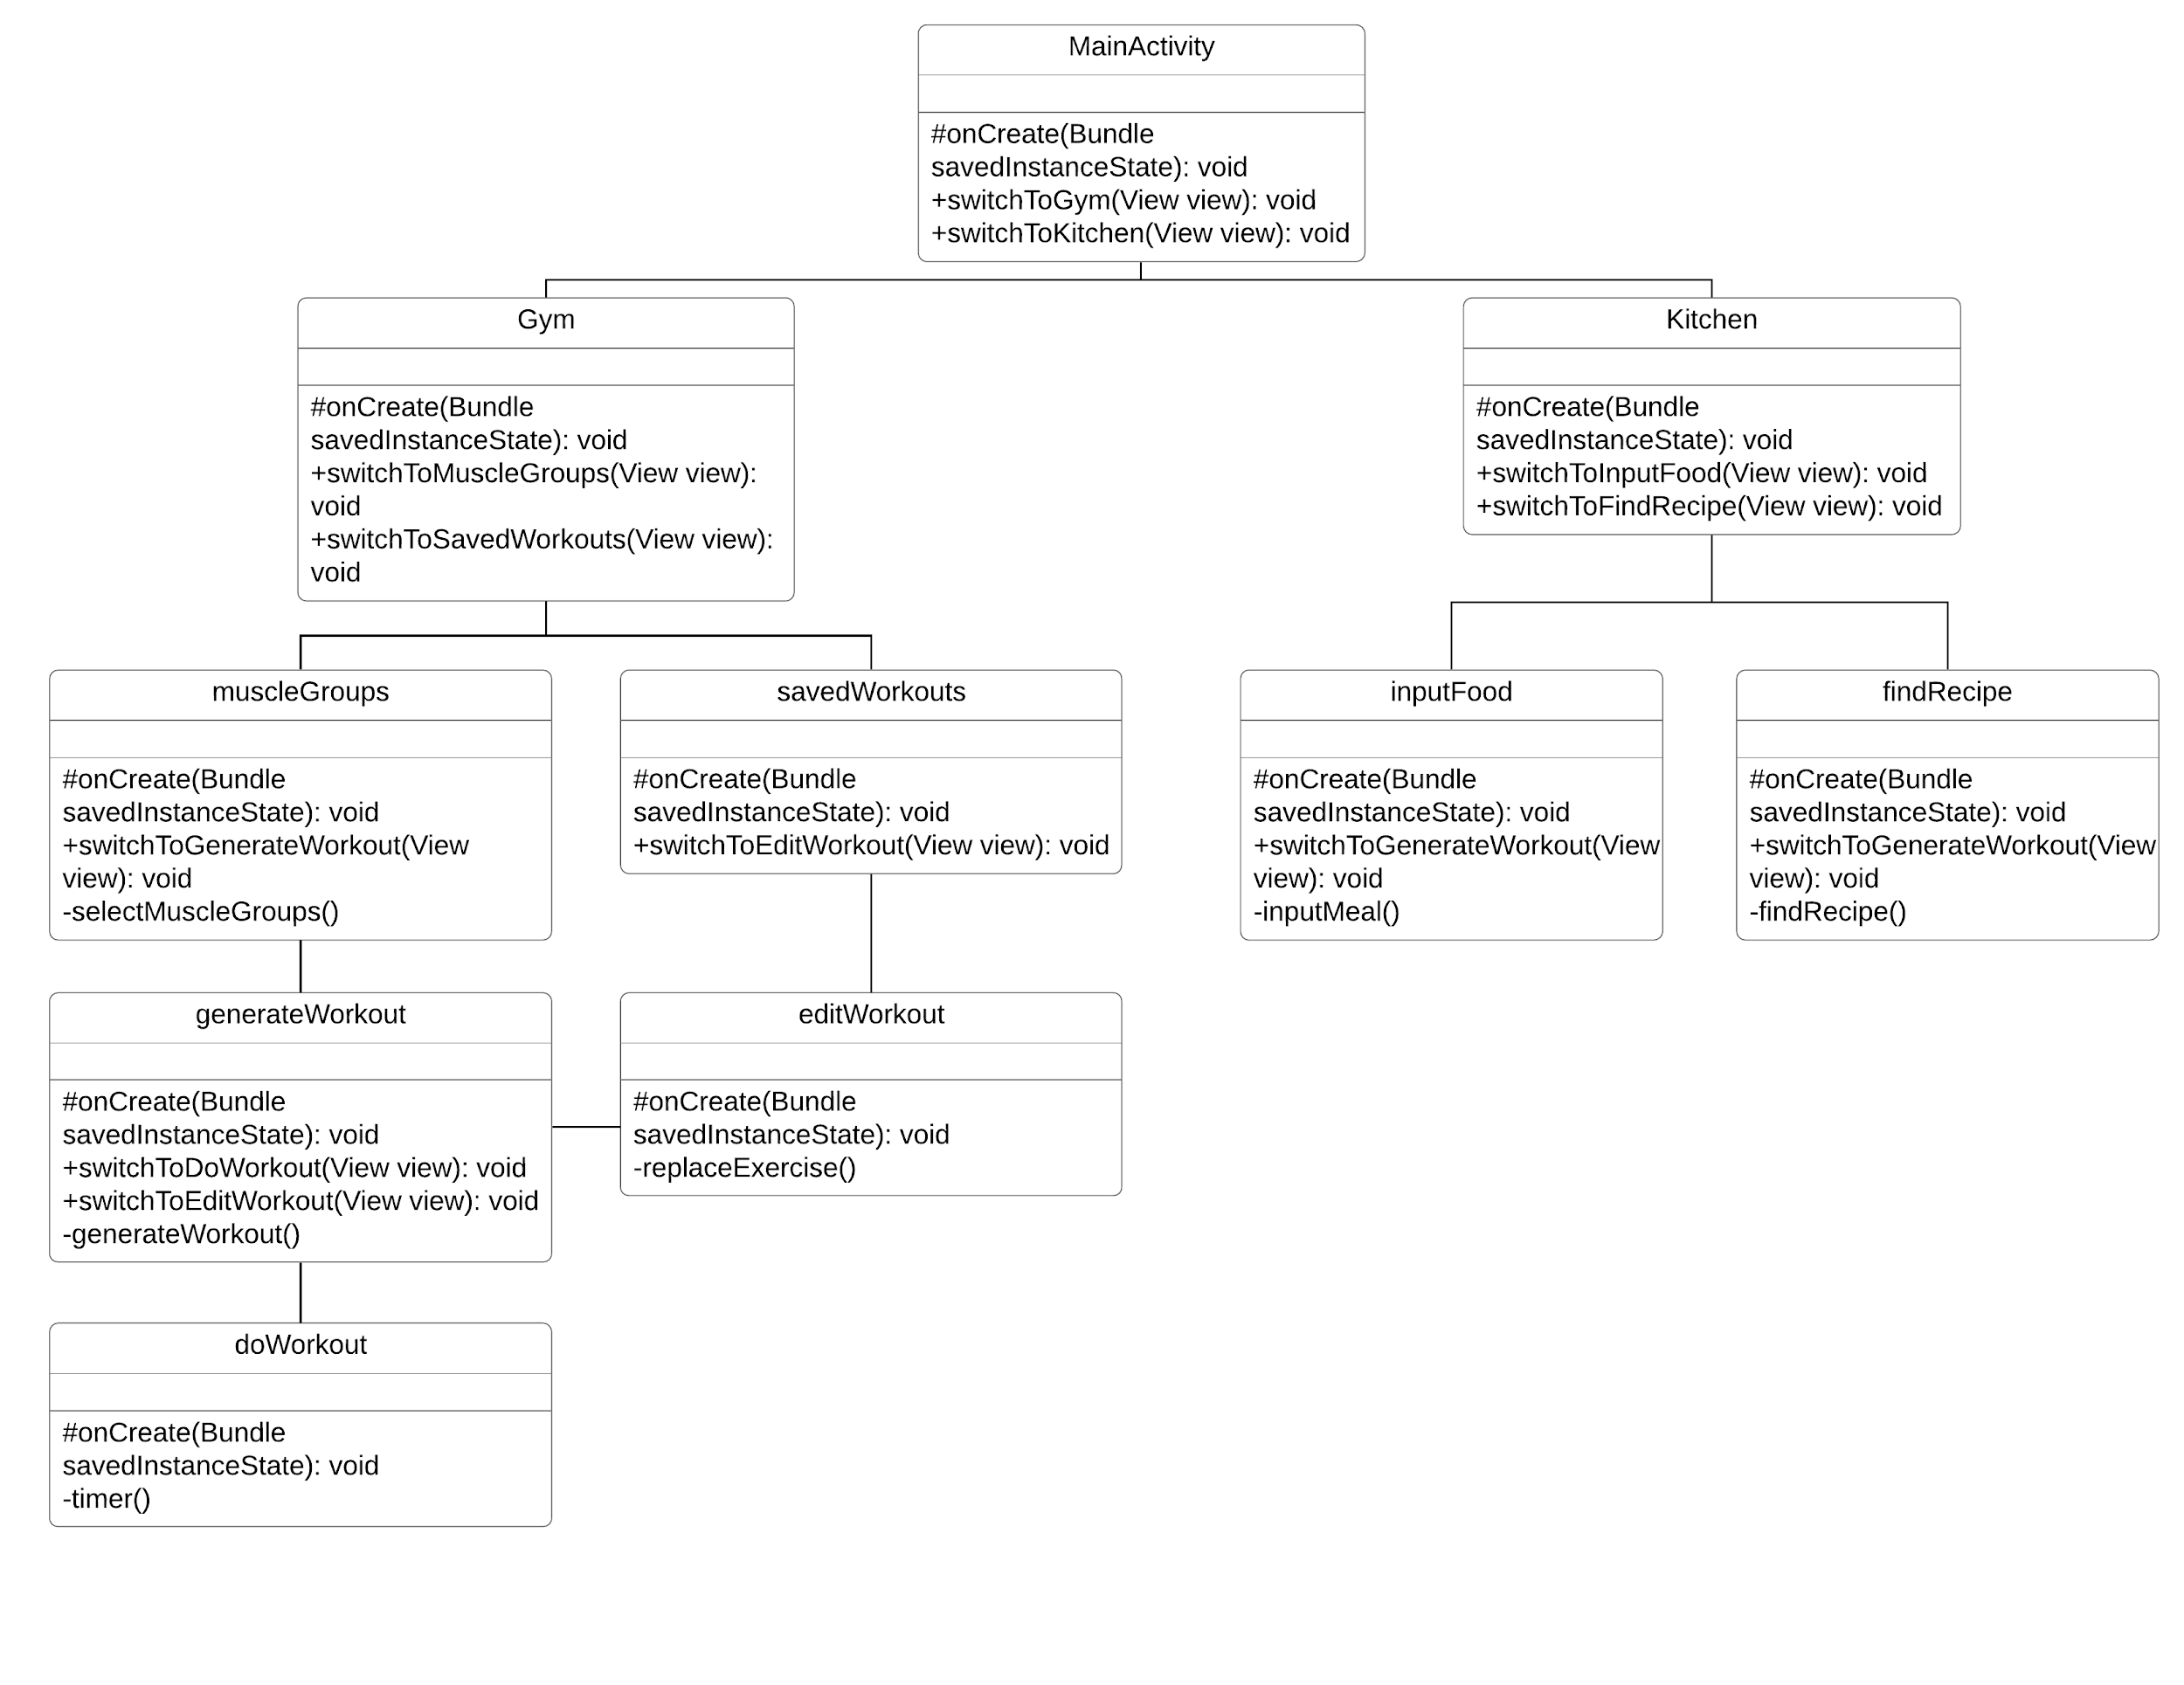 MainActivity
#onCreate(Bundle
savedInstanceState): void
+switchToGym(View view): void
+switchToKitchen(View view): void
Gym
#onCreate(Bundle
savedInstanceState): void
+switchToMuscleGroups(View view):
void
+switchToSavedWorkouts(View view):
void
Kitchen
#onCreate(Bundle
savedInstanceState): void
+switchToInputFood(View view): void
+switchToFindRecipe(View view): void
muscleGroups
#onCreate(Bundle
savedInstanceState): void
+switchToGenerateWorkout(View
view): void
-selectMuscleGroups()
savedWorkouts
#onCreate(Bundle
savedInstanceState): void
+switchToEditWorkout(View view): void
inputFood
#onCreate(Bundle
savedInstanceState): void
+switchToGenerateWorkout(View
view): void
-inputMeal()
findRecipe
#onCreate(Bundle
savedInstanceState): void
+switchToGenerateWorkout(View
view): void
-findRecipe()
generateWorkout
#onCreate(Bundle
savedInstanceState): void
+switchToDoWorkout(View view): void
+switchToEditWorkout(View view): void
-generateWorkout()
editWorkout
#onCreate(Bundle
savedInstanceState): void
-replaceExercise()
doWorkout
#onCreate(Bundle
savedInstanceState): void
-timer()